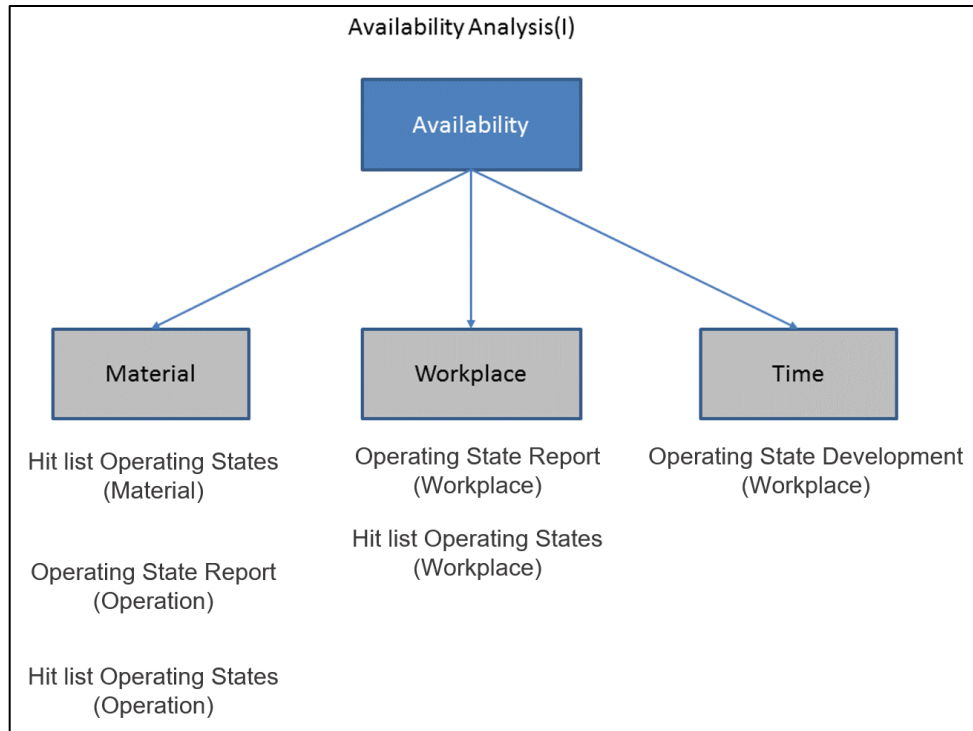 Availability Analysis(I)
Availability
Material
Workplace
Time
Hit list Operating States
(Material)
Operating State Report
(Operation)
Hit list Operating States
(Operation)
Operating State Report
(Workplace)
Hit list Operating States
(Workplace)
Operating State Development
(Workplace)